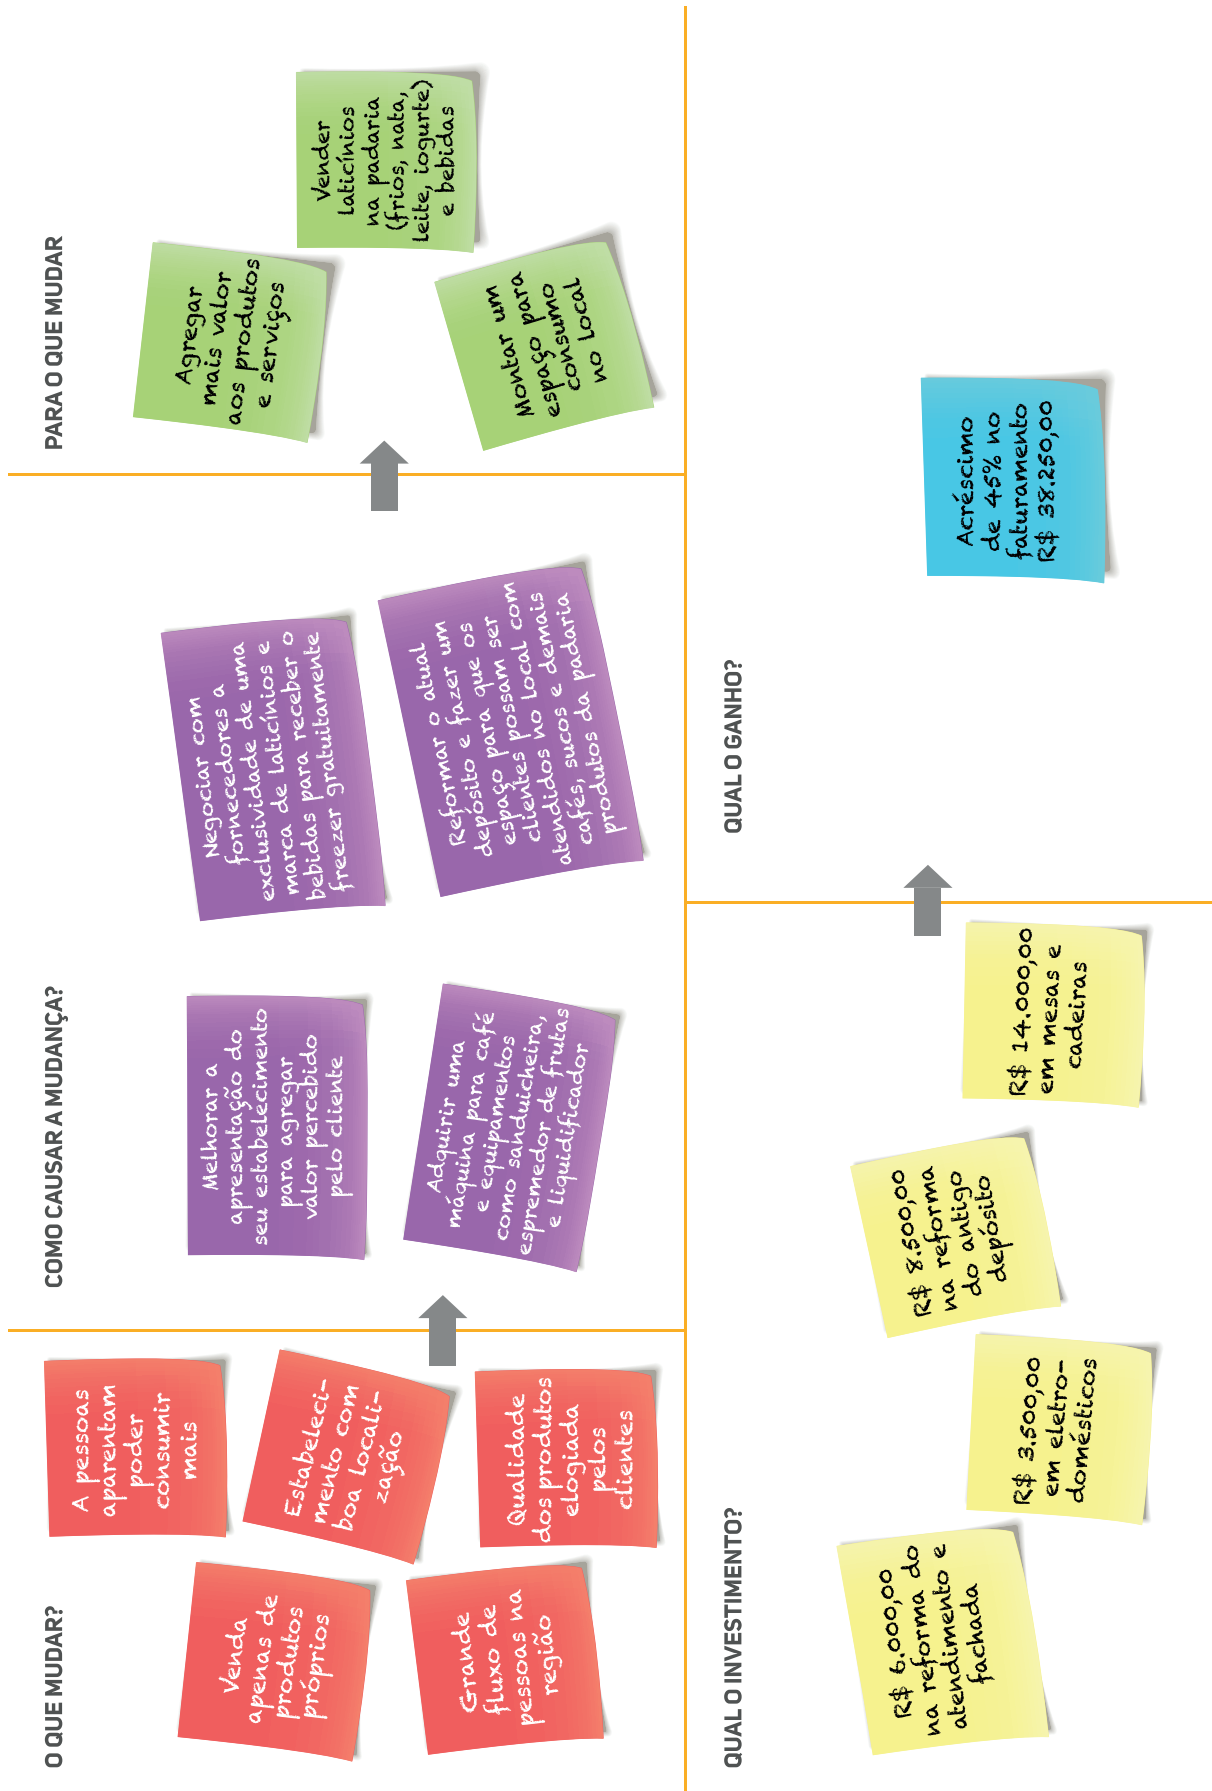 O QUE MUDAR?
Venda
apenas de
produtos
próprios
A pessoas
aparentam
poder
consumir
mais
Estabeleci-
mento com
boa locali-
zação
Grande
fluxo de
pessoas na
região
Qualidade
dos produtos
elogiada
pelos
clientes
COMO CAUSAR A MUDANÇA?
Melhorar a
apresentação do
seu estabelecimento
para agregar
valor percebido
pelo cliente
Negociar com
fornecedores a
exclusividade de uma
marca de laticínios e
bebidas para receber o
freezer gratuitamente
Adquirir uma
máquina para café
e equipamentos
como sanduicheira,
espremedor de frutas
e liquidificador
Reformar o atual
depósito e fazer um
espaço para que os
clientes possam ser
atendidos no local com
cafés, sucos e demais
produtos da padaria
PARA O QUE MUDAR
Agregar
mais valor
aos produtos
e serviços
Vender
laticínios
na padaria
(frios, nata,
leite, iogurte)
e bebidas
Montar um
espaço para
consumo
no local
QUAL O INVESTIMENTO?
R$ 6.000,00
na reforma do
atendimento e
fachada
R$ 3.500,00
em eletro-
domésticos
R$ 8.500,00
na reforma
do antigo
depósito
R$ 14.000,00
em mesas e
cadeiras
QUAL O GANHO?
Acréscimo
de 45% no
faturamento
R$ 38.250,00